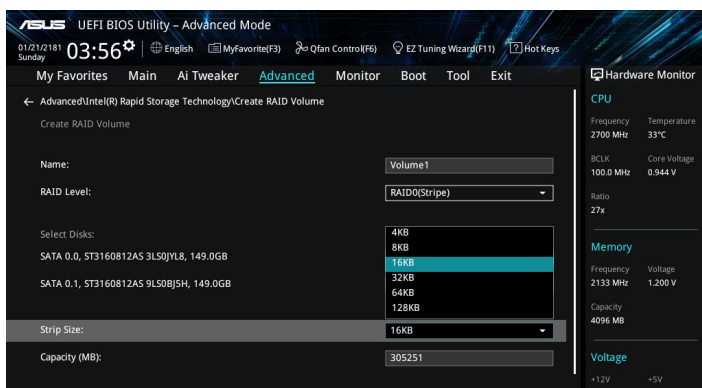 ASUS UEFI BIOS Utility – Advanced Mode
01/21/2181 Sunday 03:56 English MyFavorite(F3) Qfan Control(F6) EZ Tuning Wizard(F11) ? Hot Keys
My Favorites Main Ai Tweaker Advanced Monitor Boot Tool Exit
← Advanced\Intel(R) Rapid Storage Technology\Create RAID Volume
Create RAID Volume
Name: Volume1
RAID Level: RAID0(Stripe)
Select Disks:
SATA 0.0, ST3160812AS 3LS0JYL8, 149.0GB
SATA 0.1, ST3160812AS 9LS0BJ5H, 149.0GB
4KB
8KB
16KB
32KB
64KB
128KB
Strip Size: 16KB
Capacity (MB): 305251
Hardware Monitor
CPU
Frequency Temperature
2700 MHz 33°C
BCLK Core Voltage
100.0 MHz 0.944 V
Ratio
27x
Memory
Frequency Voltage
2133 MHz 1.200 V
Capacity
4096 MB
Voltage
+12V +5V